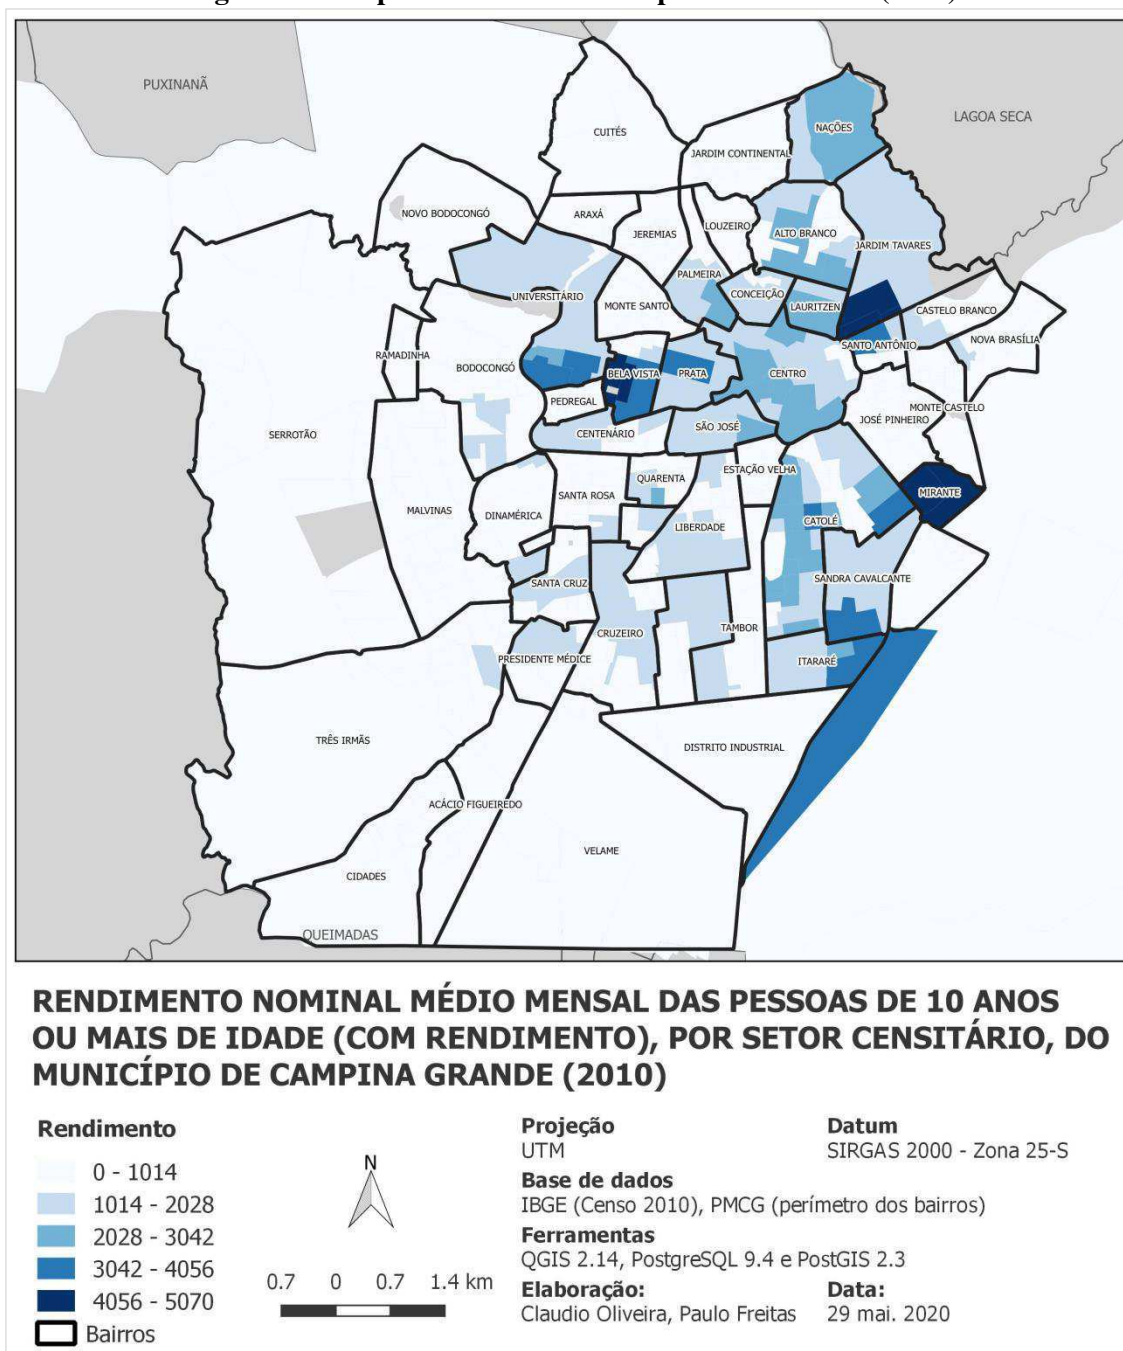 PUXINANÃ
LAGOA SECA
NAÇÕES
CUITÉS
JARDIM CONTINENTAL
NOVO BODOCONGÓ
ARAXÁ
JEREMIAS
LOUZEIRO
ALTO BRANCO
JARDIM TAVARES
PALMEIRA
CONCEIÇÃO
UNIVERSITÁRIO
MONTE SANTO
LAURITZEN
CASTELO BRANCO
SANTO ANTÔNIO
NOVA BRASÍLIA
RAMADINHA
BODOCONGÓ
BELA VISTA
PRATA
CENTRO
PEDREGAL
MONTE CASTELO
JOSÉ PINHEIRO
SERROTÃO
CENTENÁRIO
SÃO JOSÉ
ESTAÇÃO VELHA
QUARENTA
SANTA ROSA
MIRANTE
MALVINAS
DINAMÉRICA
LIBERDADE
CATOLÉ
SANTA CRUZ
SANDRA CAVALCANTE
CRUZEIRO
TAMBOR
PRESIDENTE MÉDICE
ITARARÉ
TRÊS IRMÃS
DISTRITO INDUSTRIAL
ACÁCIO FIGUEIREDO
VELAME
CIDADES
QUEIMADAS
RENDIMENTO NOMINAL MÉDIO MENSAL DAS PESSOAS DE 10 ANOS
OU MAIS DE IDADE (COM RENDIMENTO), POR SETOR CENSITÁRIO, DO
MUNICÍPIO DE CAMPINA GRANDE (2010)
Rendimento
0 - 1014
1014 - 2028
2028 - 3042
3042 - 4056
4056 - 5070
Bairros
N
0.7 0 0.7 1.4 km
Projeção
UTM
Datum
SIRGAS 2000 - Zona 25-S
Base de dados
IBGE (Censo 2010), PMCG (perímetro dos bairros)
Ferramentas
QGIS 2.14, PostgreSQL 9.4 e PostGIS 2.3
Elaboração:
Claudio Oliveira, Paulo Freitas
Data:
29 mai. 2020